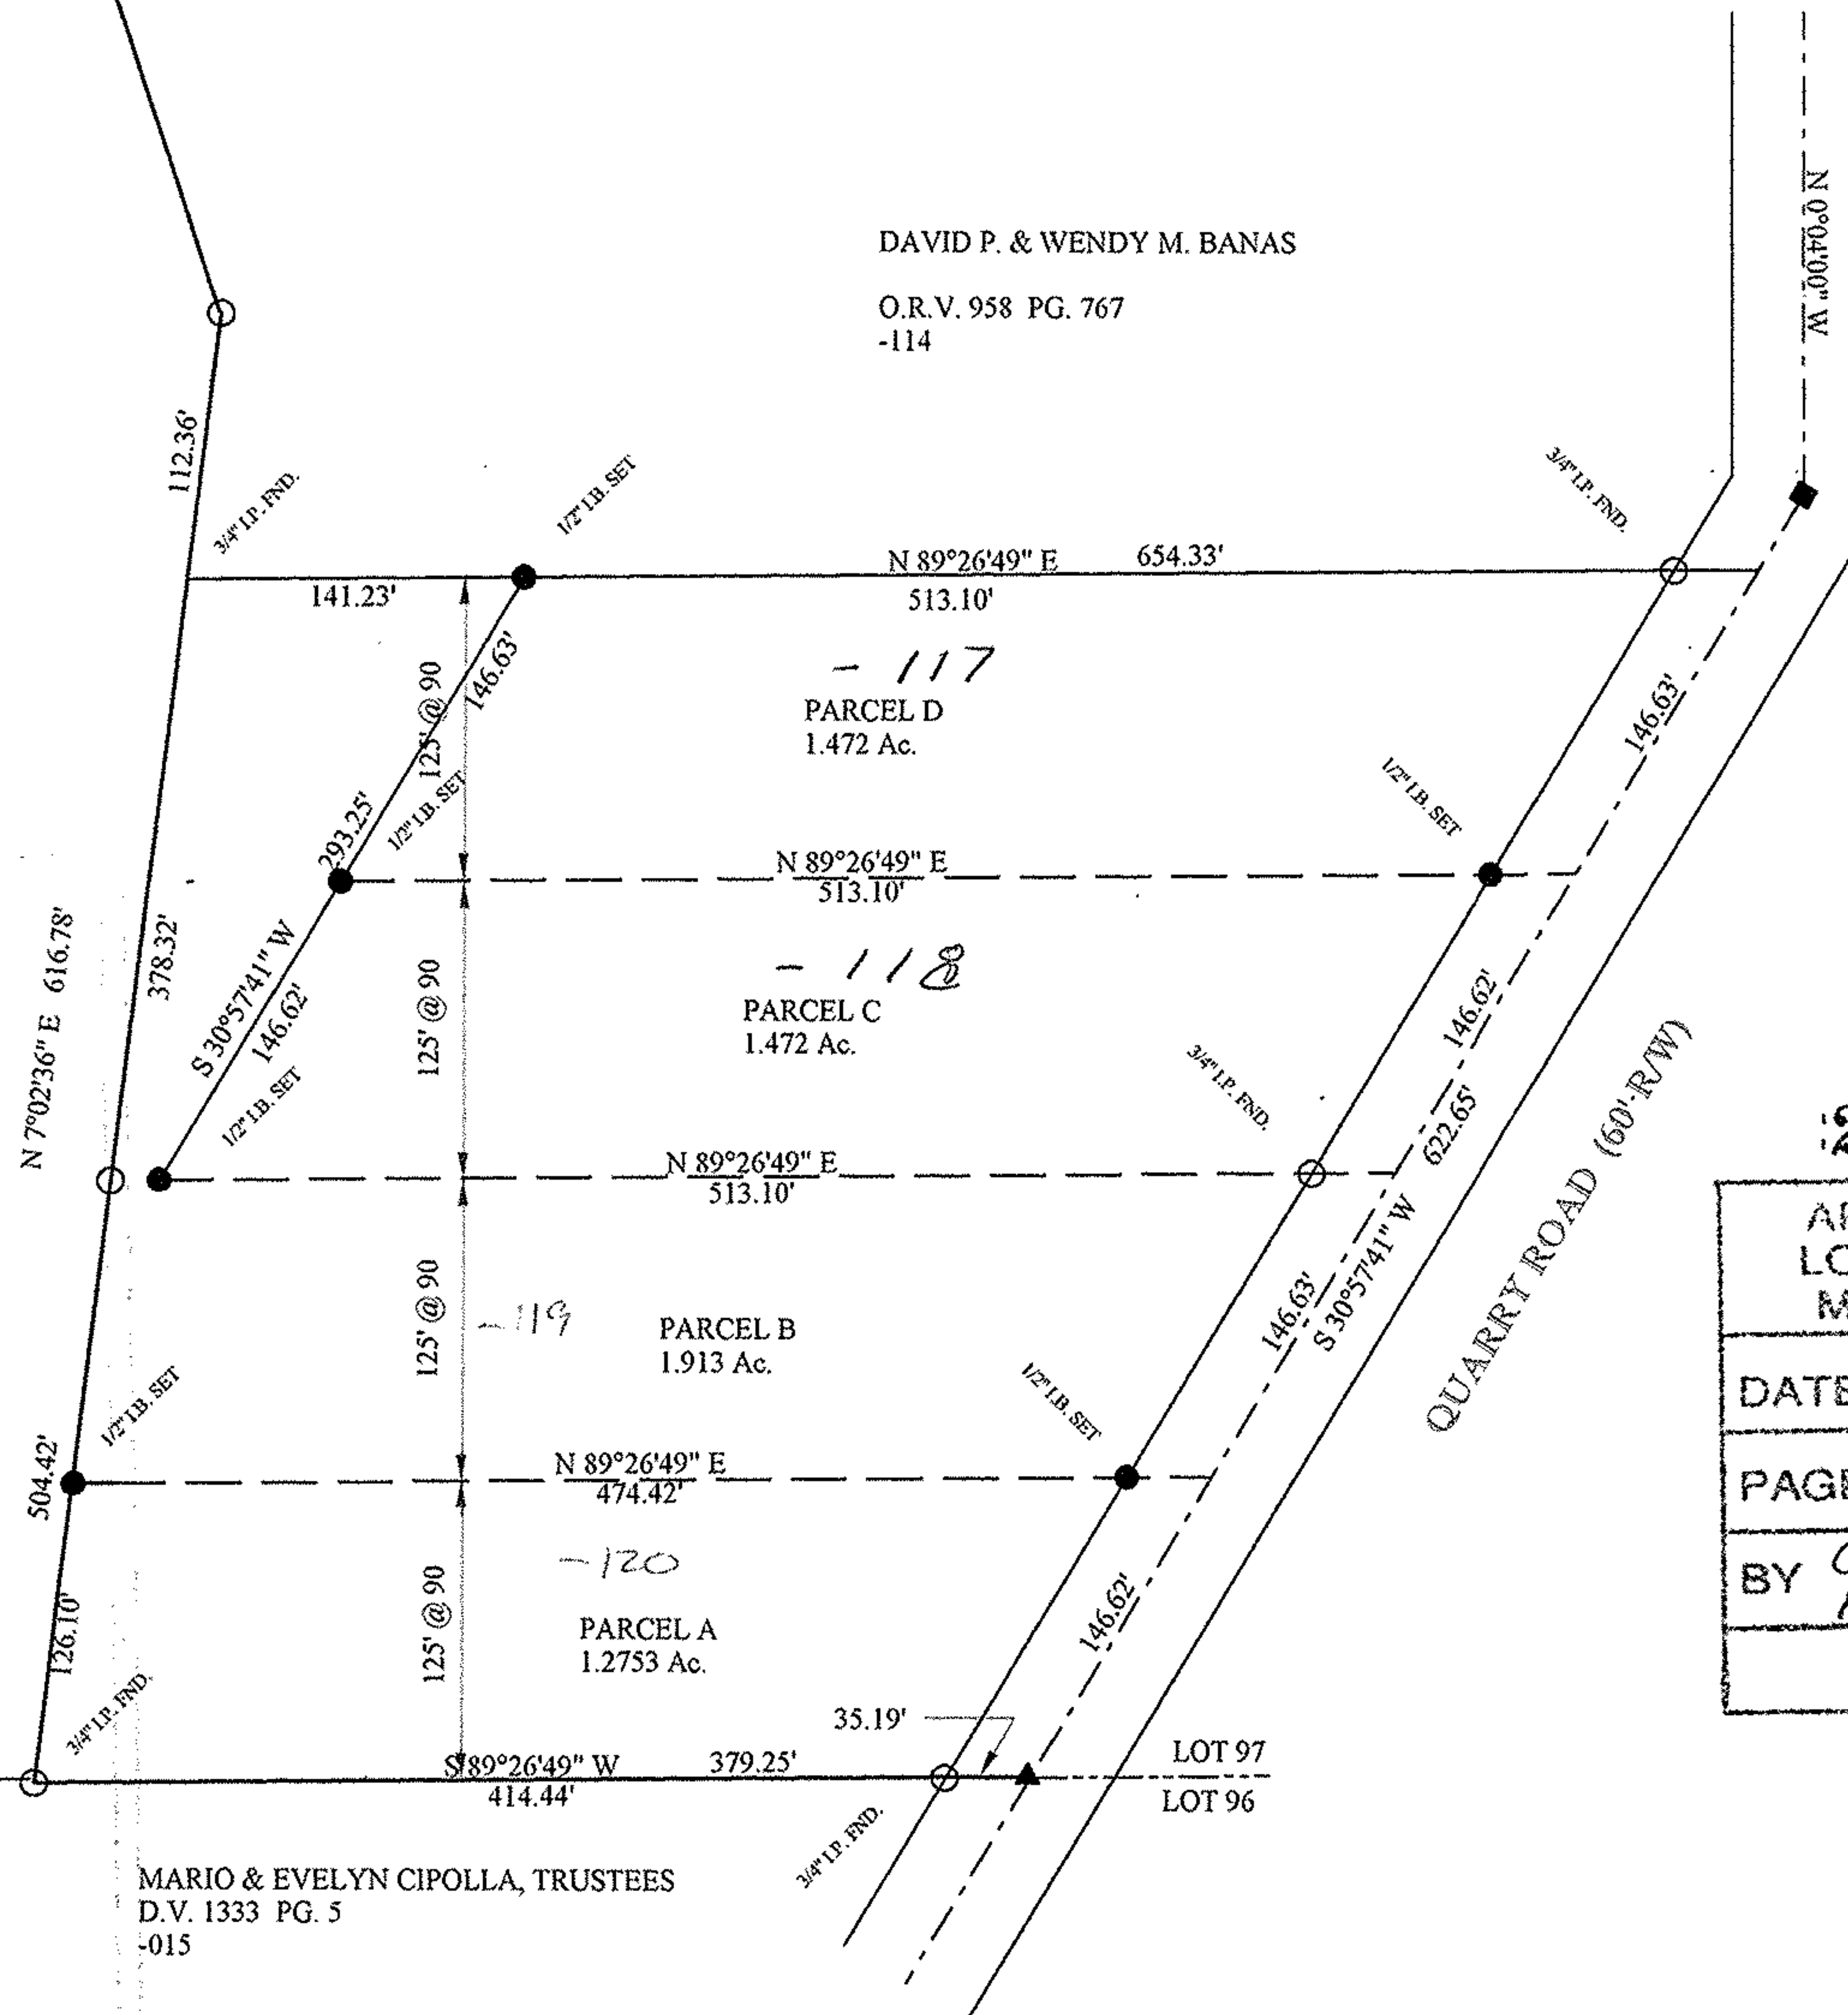 N 0°04'00" W
DAVID P. & WENDY M. BANAS
O.R.V. 958 PG. 767
-114
112.36'
3/4" I.P. FND.
1/2" I.B. SET
3/4" I.P. FND.
N 89°26'49" E 654.33'
141.23'
513.10'
146.63'
125' @ 90
- 117
PARCEL D
1.472 Ac.
146.63'
1/2" I.B. SET
1/2" I.B. SET
293.25'
N 89°26'49" E
513.10'
N 7°02'36" E 616.78'
378.32'
S 30°57'41" W
146.62'
125' @ 90
- 118
PARCEL C
1.472 Ac.
146.62'
622.65'
3/4" I.P. FND.
1/2" I.B. SET
QUARRY ROAD (60'-R/W)
N 89°26'49" E
513.10'
S 30°57'41" W
146.63'
125' @ 90
-119
PARCEL B
1.913 Ac.
1/2" I.B. SET
1/2" I.B. SET
504.42'
N 89°26'49" E
474.42'
-120
125' @ 90
PARCEL A
1.2753 Ac.
146.62'
126.10'
3/4" I.P. FND.
35.19'
S 89°26'49" W 379.25'
414.44'
LOT 97
LOT 96
3/4" I.P. FND.
MARIO & EVELYN CIPOLLA, TRUSTEES
D.V. 1333 PG. 5
-015
DATE
BY